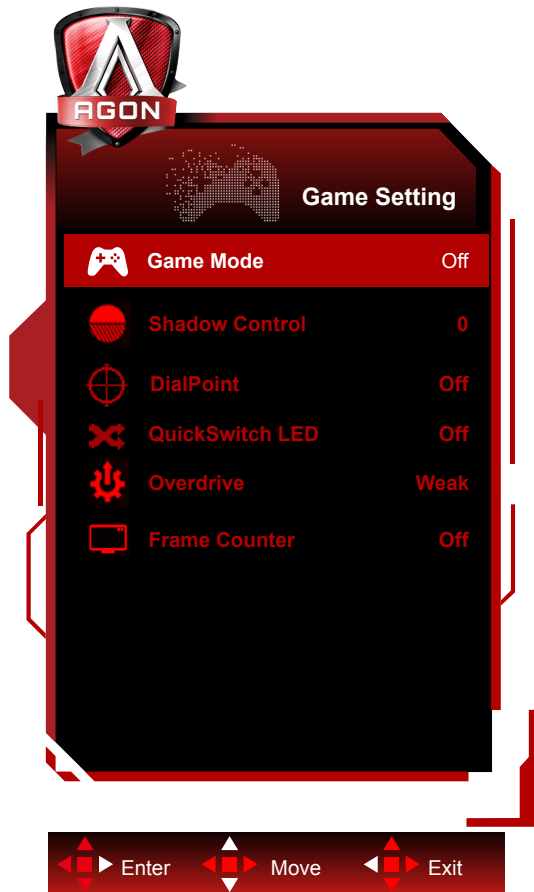 AGON
Game Setting
Game Mode Off
Shadow Control 0
DialPoint Off
QuickSwitch LED Off
Overdrive Weak
Frame Counter Off
Enter Move Exit